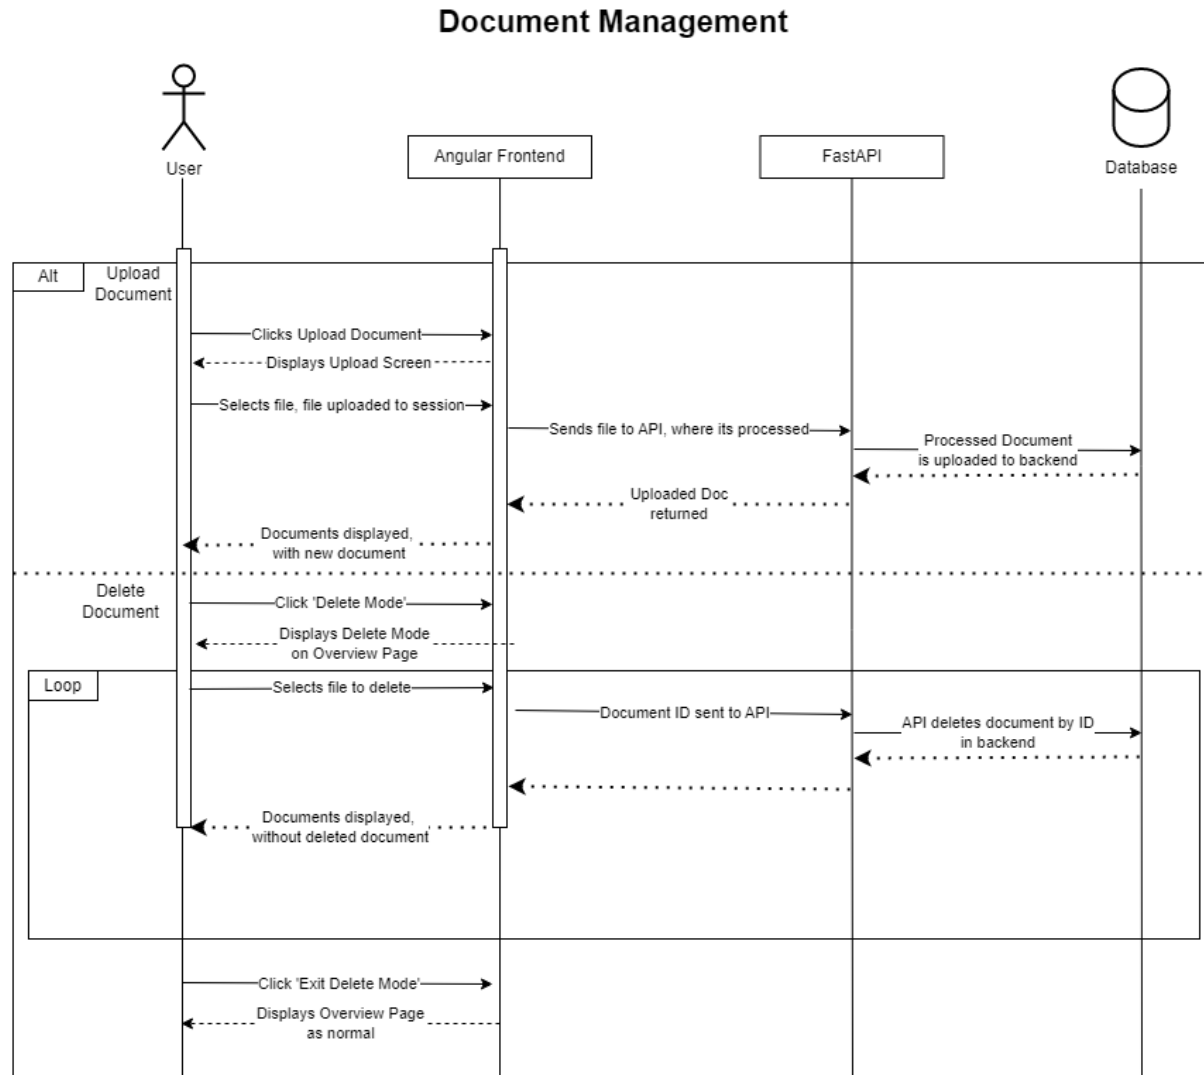 Document Management
User
Angular Frontend
FastAPI
Database
Alt
Upload
Document
Clicks Upload Document
Displays Upload Screen
Selects file, file uploaded to session
Sends file to API, where its processed
Processed Document
is uploaded to backend
Uploaded Doc
returned
Documents displayed,
with new document
Delete
Document
Click 'Delete Mode'
Displays Delete Mode
on Overview Page
Loop
Selects file to delete
Document ID sent to API
API deletes document by ID
in backend
Documents displayed,
without deleted document
Click 'Exit Delete Mode'
Displays Overview Page
as normal